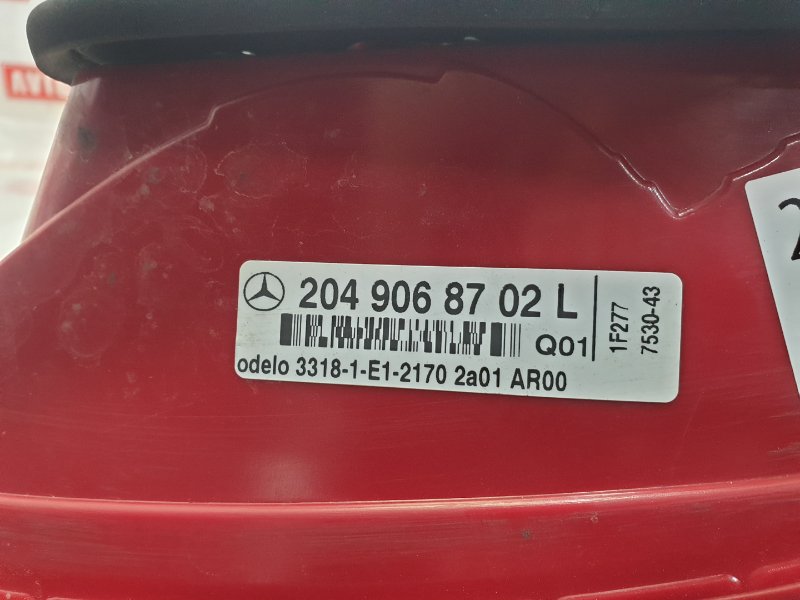 204 906 87 02 L
Q01
odelo 3318-1-E1-2170 2a01 AR00
1F277
7530-43